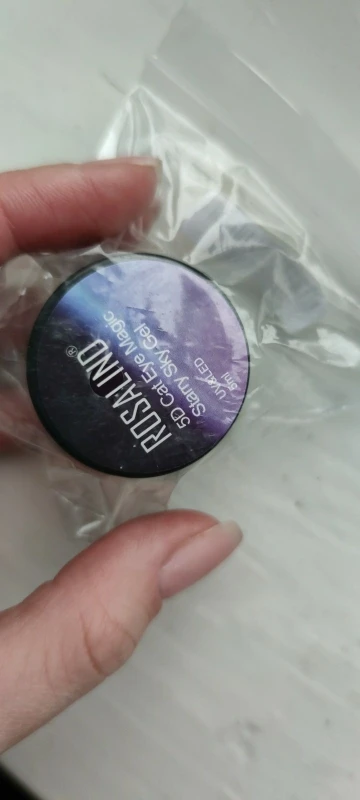 ROSALIND®
5D Cat Eye Magic
Starry Sky Gel
UV&LED
5ml